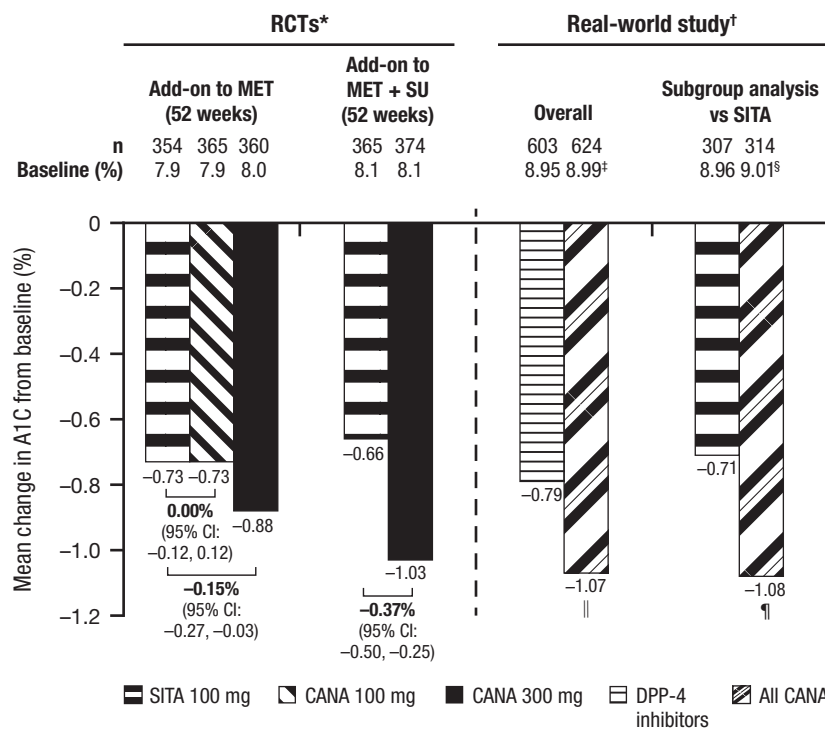 RCTs* Real-world study†
Add-on to MET
(52 weeks)
Add-on to
MET + SU
(52 weeks)
Overall
Subgroup analysis
vs SITA
n 354 365 360 365 374 603 624 307 314
Baseline (%) 7.9 7.9 8.0 8.1 8.1 8.95 8.99‡ 8.96 9.01§
Mean change in A1C from baseline (%)
0
–0.2
–0.4
–0.6
–0.8
–1.0
–1.2
–0.73 –0.73
–0.88
0.00%
(95% CI:
–0.12, 0.12)
–0.15%
(95% CI:
–0.27, –0.03)
–0.66
–1.03
–0.37%
(95% CI:
–0.50, –0.25)
–0.79
–1.07
||
–0.71
–1.08
¶
SITA 100 mg CANA 100 mg CANA 300 mg DPP-4
inhibitors
All CANA